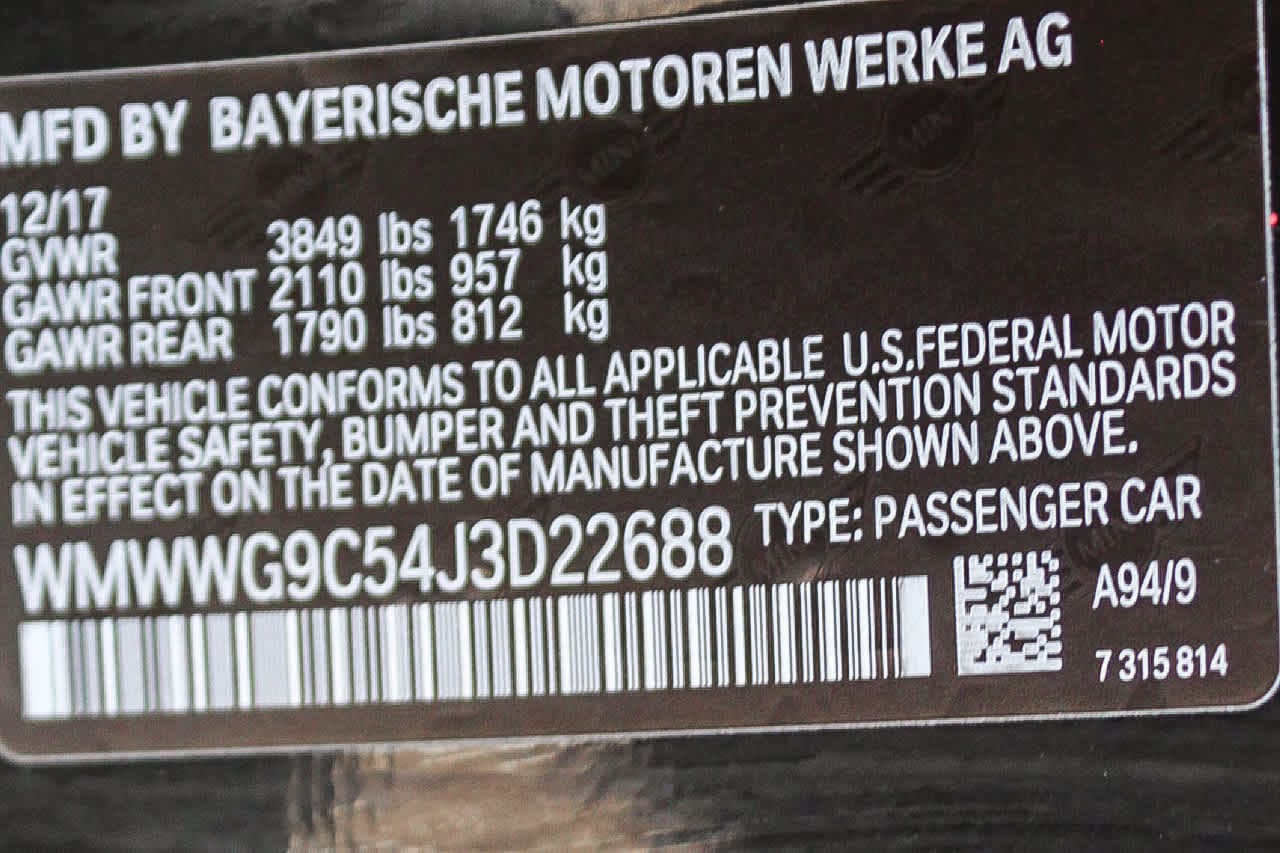 MFD BY BAYERISCHE MOTOREN WERKE AG
12/17
GVWR 3849 lbs 1746 kg
GAWR FRONT 2110 lbs 957 kg
GAWR REAR 1790 lbs 812 kg
THIS VEHICLE CONFORMS TO ALL APPLICABLE U.S.FEDERAL MOTOR
VEHICLE SAFETY, BUMPER AND THEFT PREVENTION STANDARDS
IN EFFECT ON THE DATE OF MANUFACTURE SHOWN ABOVE.
WMWWG9C54J3D22688 TYPE: PASSENGER CAR
A94/9
7 315 814